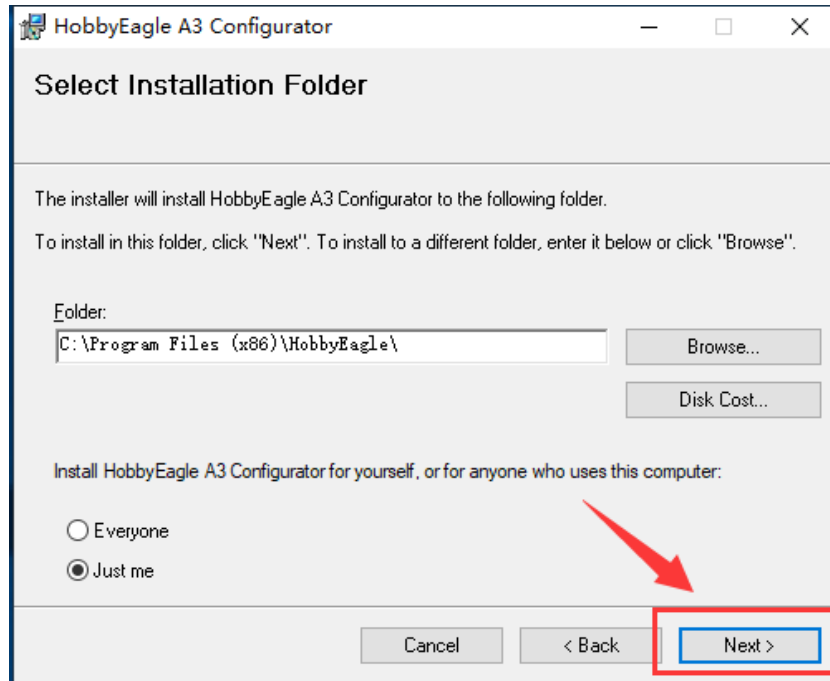 HobbyEagle A3 Configurator
Select Installation Folder
The installer will install HobbyEagle A3 Configurator to the following folder.
To install in this folder, click "Next". To install to a different folder, enter it below or click "Browse".
Folder:
C:\Program Files (x86)\HobbyEagle\
Browse...
Disk Cost...
Install HobbyEagle A3 Configurator for yourself, or for anyone who uses this computer:
Everyone
Just me
Cancel
< Back
Next >